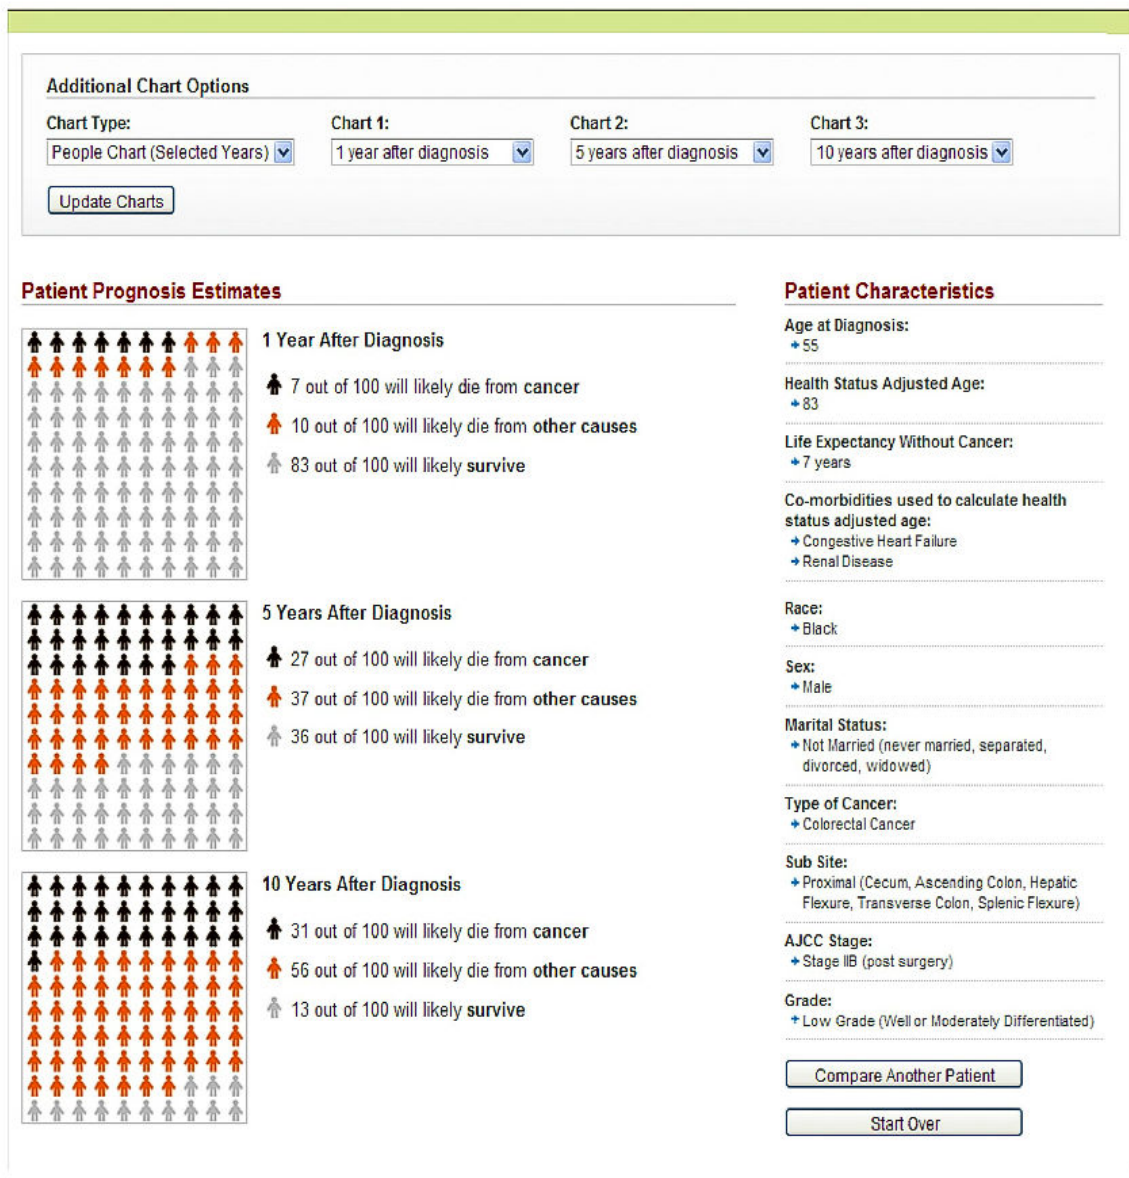 Additional Chart Options
Chart Type:
Chart 1:
Chart 2:
Chart 3:
People Chart (Selected Years)
1 year after diagnosis
5 years after diagnosis
10 years after diagnosis
Update Charts
Patient Prognosis Estimates
1 Year After Diagnosis
7 out of 100 will likely die from cancer
10 out of 100 will likely die from other causes
83 out of 100 will likely survive
5 Years After Diagnosis
27 out of 100 will likely die from cancer
37 out of 100 will likely die from other causes
36 out of 100 will likely survive
10 Years After Diagnosis
31 out of 100 will likely die from cancer
56 out of 100 will likely die from other causes
13 out of 100 will likely survive
Patient Characteristics
Age at Diagnosis:
55
Health Status Adjusted Age:
83
Life Expectancy Without Cancer:
7 years
Co-morbidities used to calculate health
status adjusted age:
Congestive Heart Failure
Renal Disease
Race:
Black
Sex:
Male
Marital Status:
Not Married (never married, separated,
divorced, widowed)
Type of Cancer:
Colorectal Cancer
Sub Site:
Proximal (Cecum, Ascending Colon, Hepatic
Flexure, Transverse Colon, Splenic Flexure)
AJCC Stage:
Stage IIB (post surgery)
Grade:
Low Grade (Well or Moderately Differentiated)
Compare Another Patient
Start Over